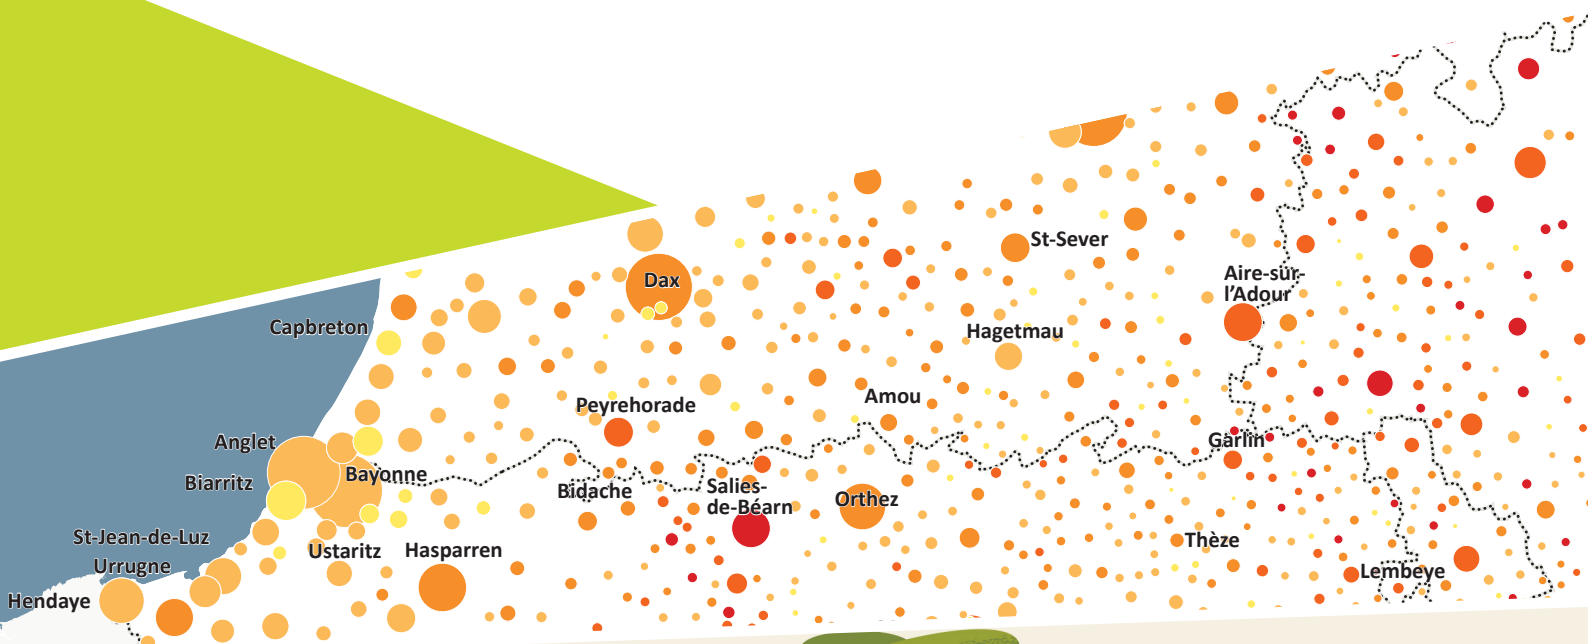 St-Sever
Dax
Aire-sur-
l'Adour
Capbreton
Hagetmau
Amou
Peyrehorade
Anglet
Garlin
Bayonne
Biarritz
Salies-
de-Béarn
Bidache
Orthez
St-Jean-de-Luz
Thèze
Ustaritz
Hasparren
Urrugne
Lembeye
Hendaye